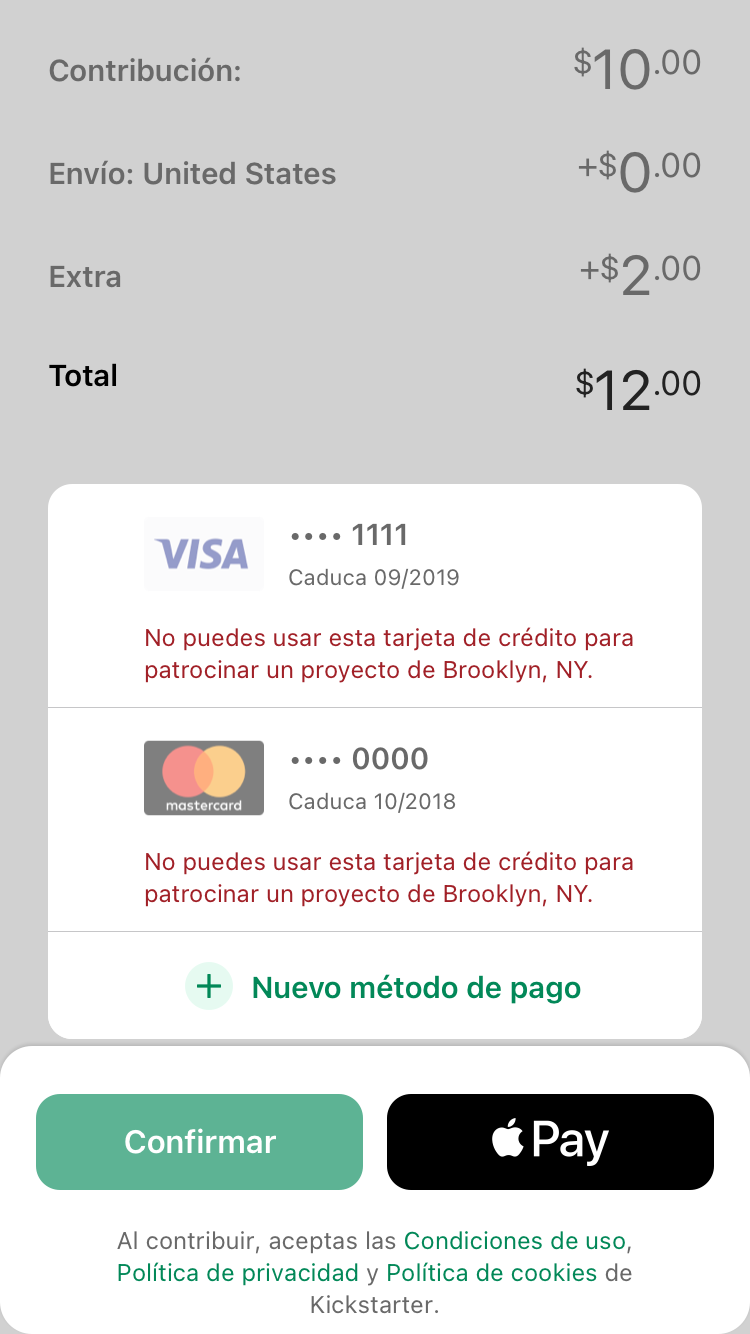 Contribución: $10.00
Envío: United States +$0.00
Extra +$2.00
Total $12.00
VISA •••• 1111
Caduca 09/2019
No puedes usar esta tarjeta de crédito para
patrocinar un proyecto de Brooklyn, NY.
•••• 0000
mastercard Caduca 10/2018
No puedes usar esta tarjeta de crédito para
patrocinar un proyecto de Brooklyn, NY.
+ Nuevo método de pago
Confirmar Pay
Al contribuir, aceptas las Condiciones de uso,
Política de privacidad y Política de cookies de
Kickstarter.